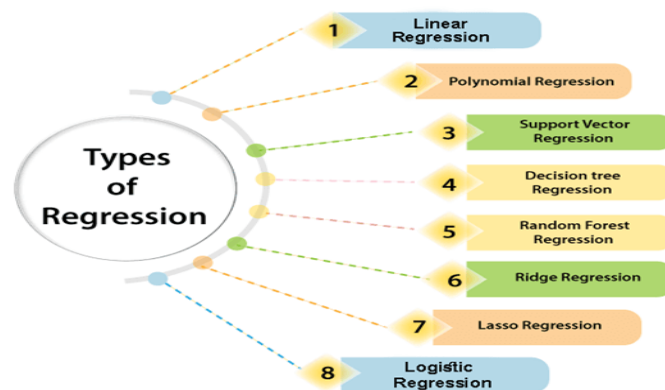 Types
of
Regression
1
Linear
Regression
2
Polynomial Regression
3
Support Vector
Regression
4
Decision tree
Regression
5
Random Forest
Regression
6
Ridge Regression
7
Lasso Regression
8
Logistic
Regression